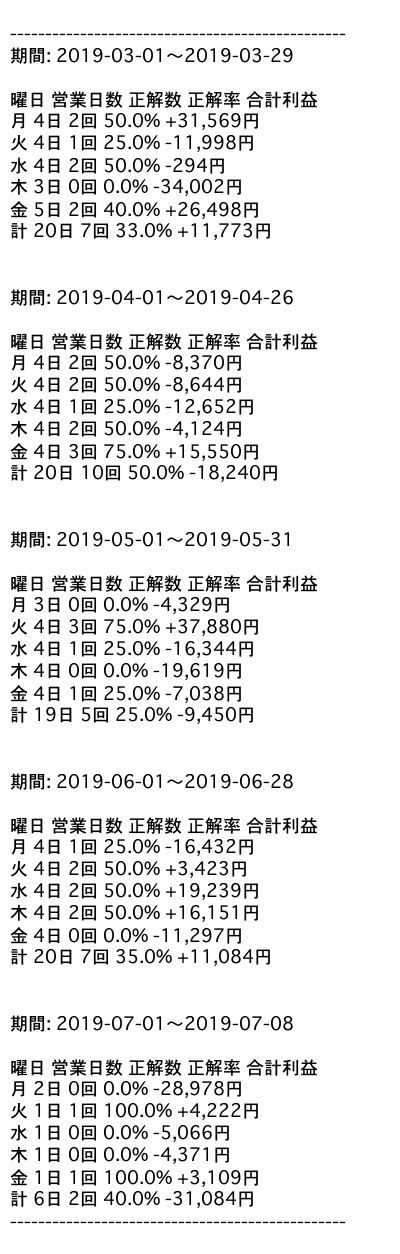 ------------------------------------------------
期間: 2019-03-01〜2019-03-29
曜日 営業日数 正解数 正解率 合計利益
月 4日 2回 50.0% +31,569円
火 4日 1回 25.0% -11,998円
水 4日 2回 50.0% -294円
木 3日 0回 0.0% -34,002円
金 5日 2回 40.0% +26,498円
計 20日 7回 33.0% +11,773円
期間: 2019-04-01〜2019-04-26
曜日 営業日数 正解数 正解率 合計利益
月 4日 2回 50.0% -8,370円
火 4日 2回 50.0% -8,644円
水 4日 1回 25.0% -12,652円
木 4日 2回 50.0% -4,124円
金 4日 3回 75.0% +15,550円
計 20日 10回 50.0% -18,240円
期間: 2019-05-01〜2019-05-31
曜日 営業日数 正解数 正解率 合計利益
月 3日 0回 0.0% -4,329円
火 4日 3回 75.0% +37,880円
水 4日 1回 25.0% -16,344円
木 4日 0回 0.0% -19,619円
金 4日 1回 25.0% -7,038円
計 19日 5回 25.0% -9,450円
期間: 2019-06-01〜2019-06-28
曜日 営業日数 正解数 正解率 合計利益
月 4日 1回 25.0% -16,432円
火 4日 2回 50.0% +3,423円
水 4日 2回 50.0% +19,239円
木 4日 2回 50.0% +16,151円
金 4日 0回 0.0% -11,297円
計 20日 7回 35.0% +11,084円
期間: 2019-07-01〜2019-07-08
曜日 営業日数 正解数 正解率 合計利益
月 2日 0回 0.0% -28,978円
火 1日 1回 100.0% +4,222円
水 1日 0回 0.0% -5,066円
木 1日 0回 0.0% -4,371円
金 1日 1回 100.0% +3,109円
計 6日 2回 40.0% -31,084円
------------------------------------------------